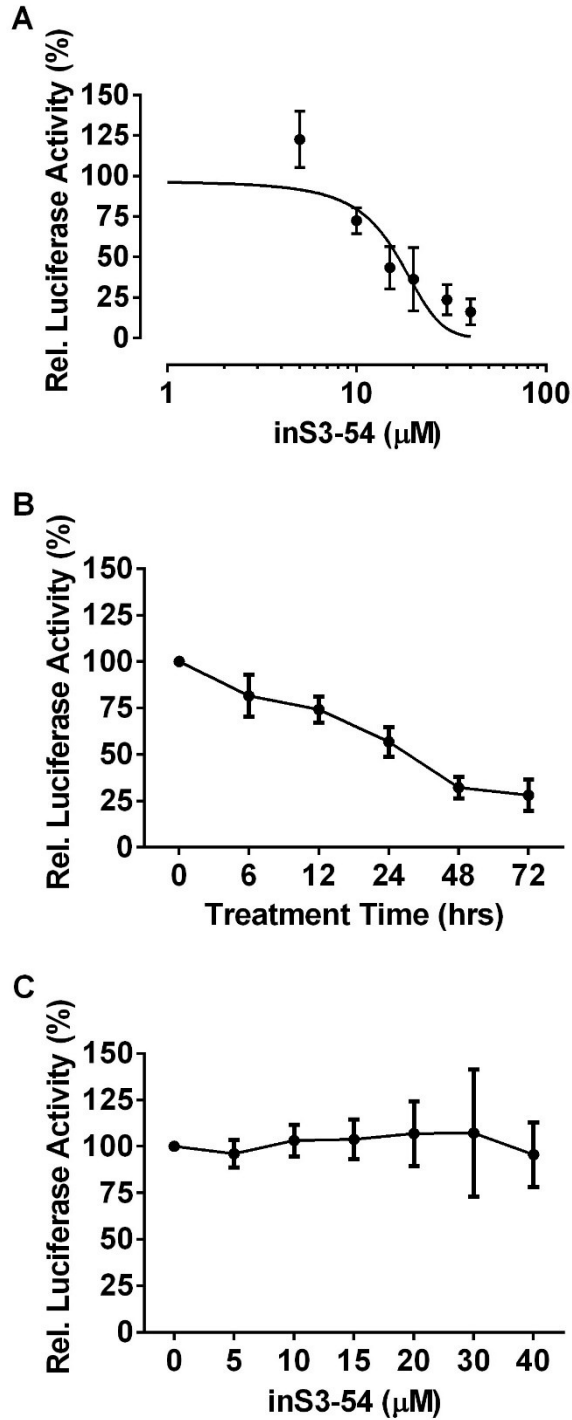 A
Rel. Luciferase Activity (%)
150
125
100
75
50
25
0
1 10 100
inS3-54 (μM)
B
Rel. Luciferase Activity (%)
150
125
100
75
50
25
0
0 6 12 24 48 72
Treatment Time (hrs)
C
Rel. Luciferase Activity (%)
150
125
100
75
50
25
0
0 5 10 15 20 30 40
inS3-54 (μM)